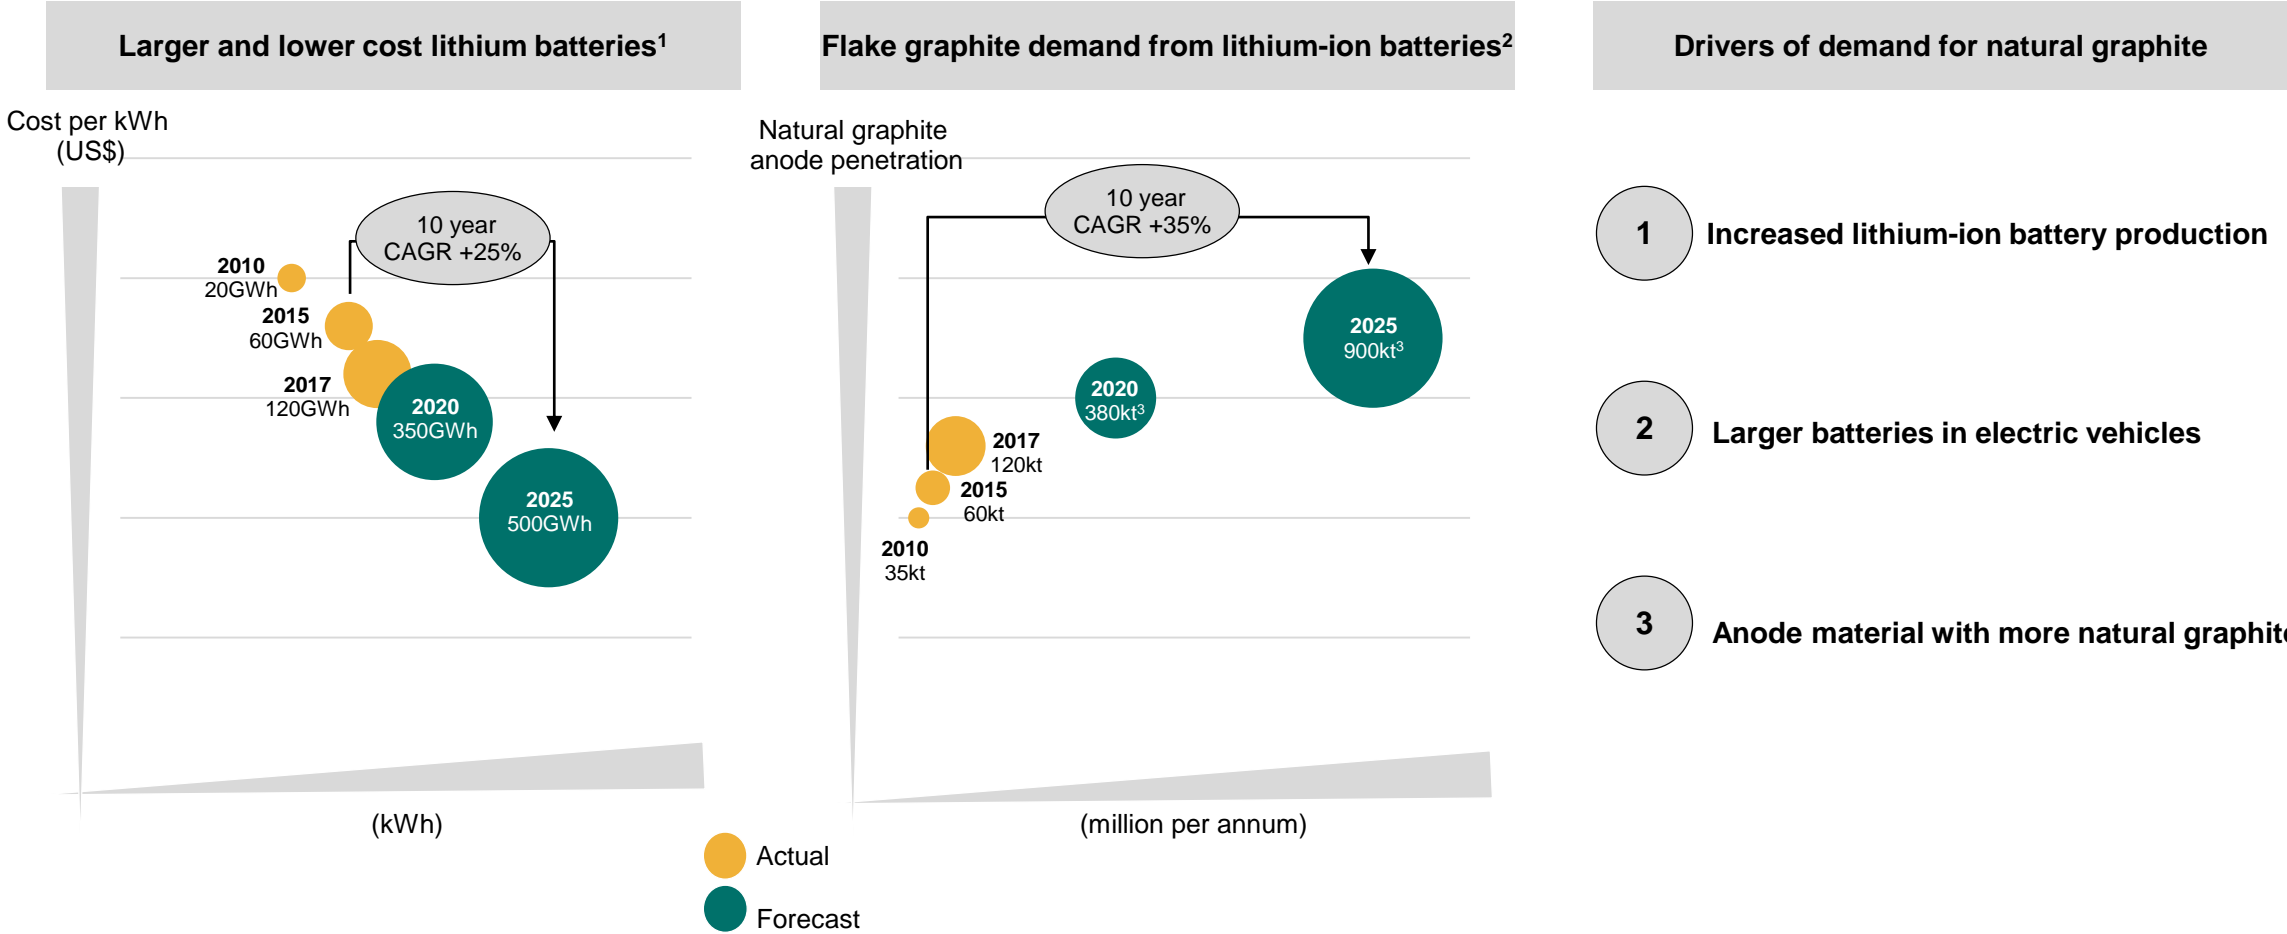 Larger and lower cost lithium batteries1
Cost per kWh
(US$)
10 year
CAGR +25%
2010
20GWh
2015
60GWh
2017
120GWh
2020
350GWh
2025
500GWh
(kWh)
Flake graphite demand from lithium-ion batteries2
Natural graphite
anode penetration
10 year
CAGR +35%
2025
900kt3
2020
380kt3
2017
120kt
2015
60kt
2010
35kt
(million per annum)
Actual
Forecast
Drivers of demand for natural graphite
1 Increased lithium-ion battery production
2 Larger batteries in electric vehicles
3 Anode material with more natural graphite